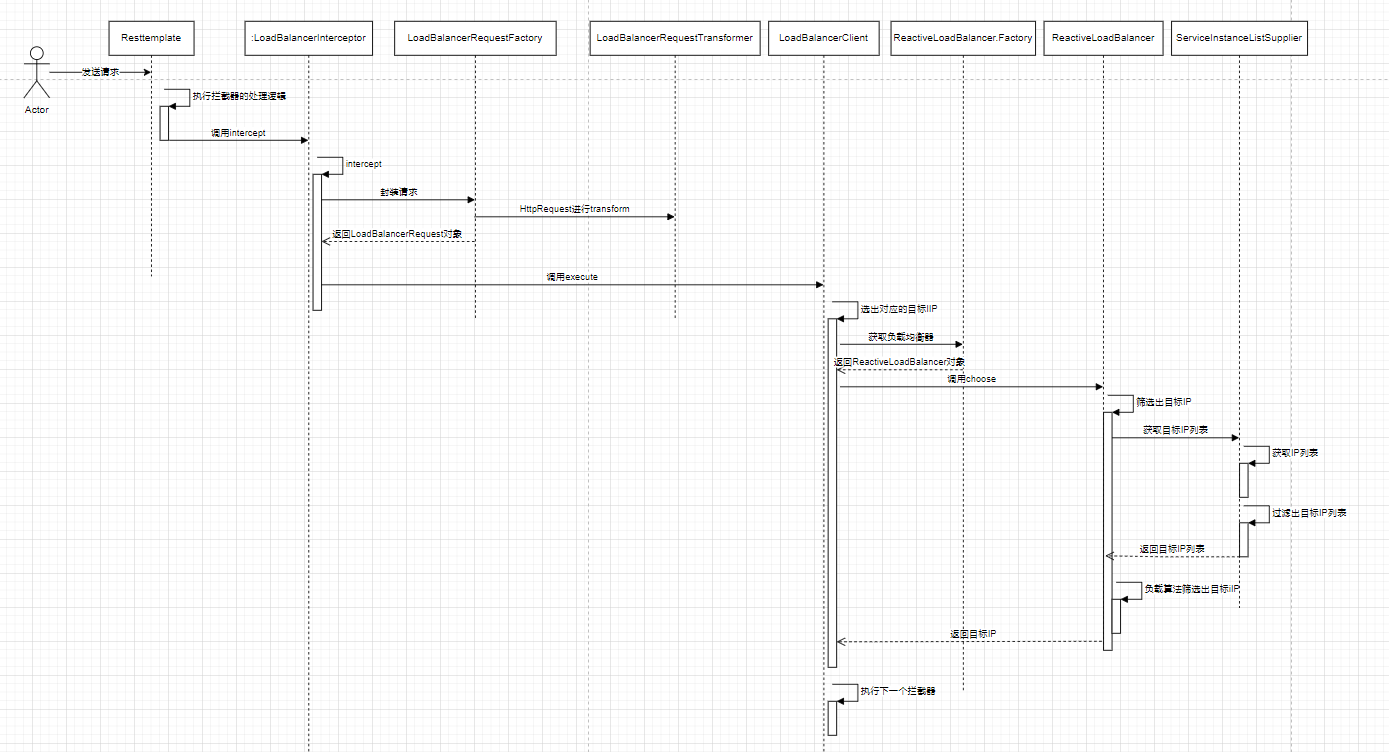 Resttemplate
:LoadBalancerInterceptor
LoadBalancerRequestFactory
LoadBalancerRequestTransformer
LoadBalancerClient
ReactiveLoadBalancer.Factory
ReactiveLoadBalancer
ServiceInstanceListSupplier
发送请求
Actor
执行拦截器的处理逻辑
调用intercept
intercept
封装请求
HttpRequest进行transform
返回LoadBalancerRequest对象
调用execute
选出对应的目标IIP
获取负载均衡器
返回ReactiveLoadBalancer对象
调用choose
筛选出目标IP
获取目标IP列表
获取IP列表
过滤出目标IP列表
返回目标IP列表
负载算法筛选出目标IIP
返回目标IP
执行下一个拦截器